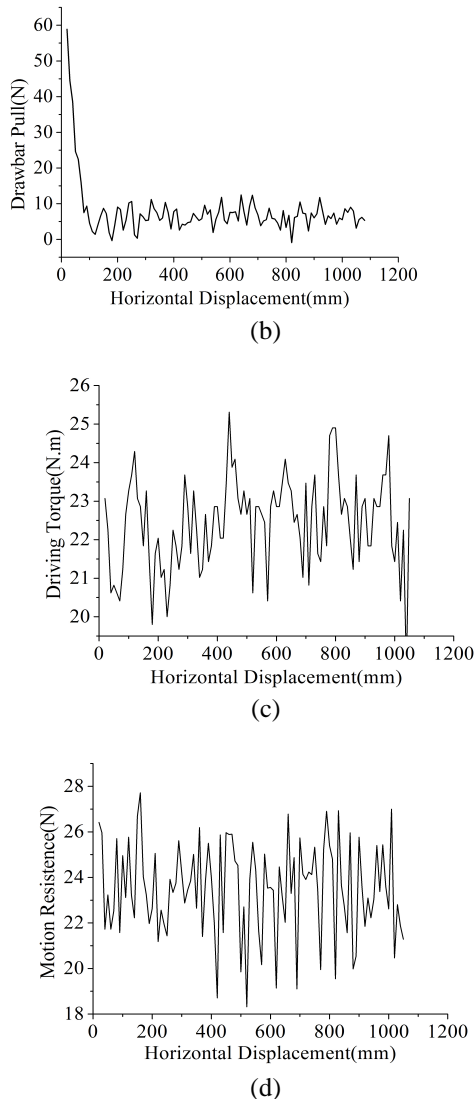 60
50
40
30
20
10
0
Drawbar Pull(N)
0 200 400 600 800 1000 1200
Horizontal Displacement(mm)
(b)
26
25
24
23
22
21
20
Driving Torque(N.m)
0 200 400 600 800 1000 1200
Horizontal Displacement(mm)
(c)
28
26
24
22
20
18
Motion Resistence(N)
0 200 400 600 800 1000 1200
Horizontal Displacement(mm)
(d)